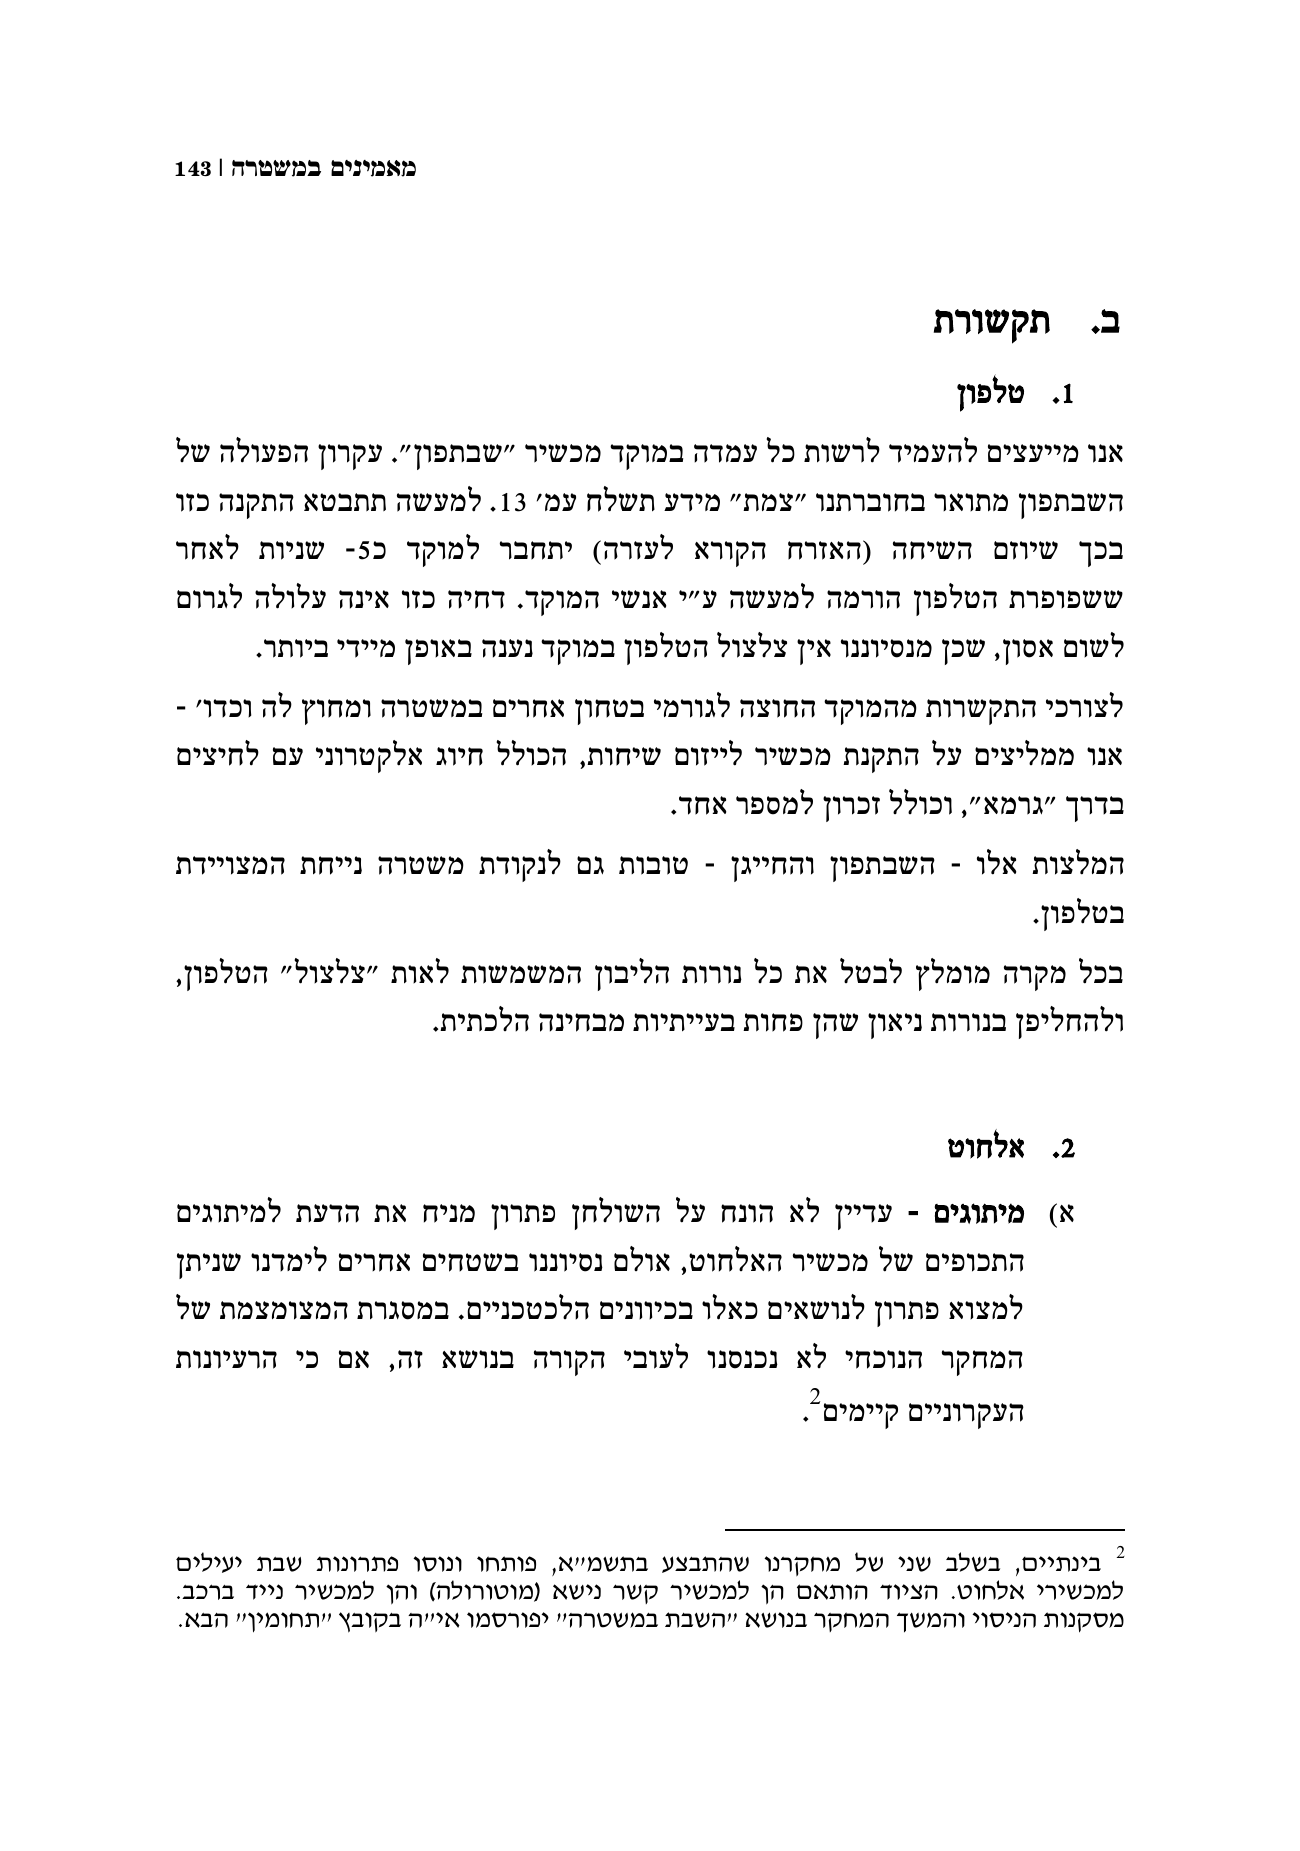 מאמינים במשטרה | 143
ב. תקשורת
1. טלפון
אנו מייעצים להעמיד לרשות כל עמדה במוקד מכשיר "שבתפון". עקרון הפעולה של
השבתפון מתואר בחוברתנו "צמת" מידע תשלח עמ' 13. למעשה תתבטא התקנה כזו
בכך שיוזם השיחה (האזרח הקורא לעזרה) יתחבר למוקד כ5- שניות לאחר
ששפופרת הטלפון הורמה למעשה ע"י אנשי המוקד. דחיה כזו אינה עלולה לגרום
לשום אסון, שכן מנסיוננו אין צלצול הטלפון במוקד נענה באופן מיידי ביותר.
לצורכי התקשרות מהמוקד החוצה לגורמי בטחון אחרים במשטרה ומחוץ לה וכדו' -
אנו ממליצים על התקנת מכשיר לייזום שיחות, הכולל חיוג אלקטרוני עם לחיצים
בדרך "גרמא", וכולל זכרון למספר אחד.
המלצות אלו - השבתפון והחייגן - טובות גם לנקודת משטרה נייחת המצויידת
בטלפון.
בכל מקרה מומלץ לבטל את כל נורות הליבון המשמשות לאות "צלצול" הטלפון,
ולהחליפן בנורות ניאון שהן פחות בעייתיות מבחינה הלכתית.
2. אלחוט
א) מיתוגים - עדיין לא הונח על השולחן פתרון מניח את הדעת למיתוגים
התכופים של מכשיר האלחוט, אולם נסיוננו בשטחים אחרים לימדנו שניתן
למצוא פתרון לנושאים כאלו בכיוונים הלכטכניים. במסגרת המצומצמת של
המחקר הנוכחי לא נכנסנו לעובי הקורה בנושא זה, אם כי הרעיונות
העקרוניים קיימים2.
2 בינתיים, בשלב שני של מחקרנו שהתבצע בתשמ"א, פותחו ונוסו פתרונות שבת יעילים
למכשירי אלחוט. הציוד הותאם הן למכשיר קשר נישא (מוטורולה) והן למכשיר נייד ברכב.
מסקנות הניסוי והמשך המחקר בנושא "השבת במשטרה" יפורסמו אי"ה בקובץ "תחומין" הבא.